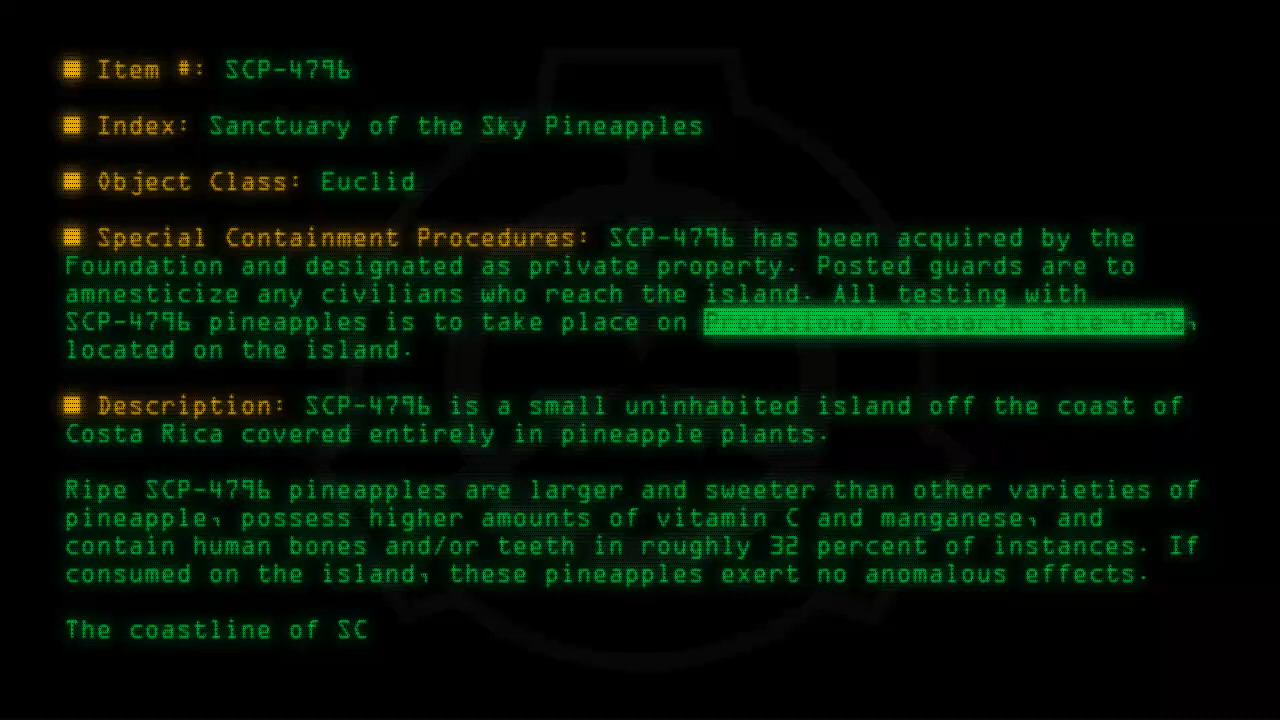 Item #: SCP-4796
Index: Sanctuary of the Sky Pineapples
Object Class: Euclid
Special Containment Procedures: SCP-4796 has been acquired by the
Foundation and designated as private property. Posted guards are to
amnesticize any civilians who reach the island. All testing with
SCP-4796 pineapples is to take place on Provisional Research Site-4796,
located on the island.
Description: SCP-4796 is a small uninhabited island off the coast of
Costa Rica covered entirely in pineapple plants.
Ripe SCP-4796 pineapples are larger and sweeter than other varieties of
pineapple, possess higher amounts of vitamin C and manganese, and
contain human bones and/or teeth in roughly 32 percent of instances. If
consumed on the island, these pineapples exert no anomalous effects.
The coastline of SC